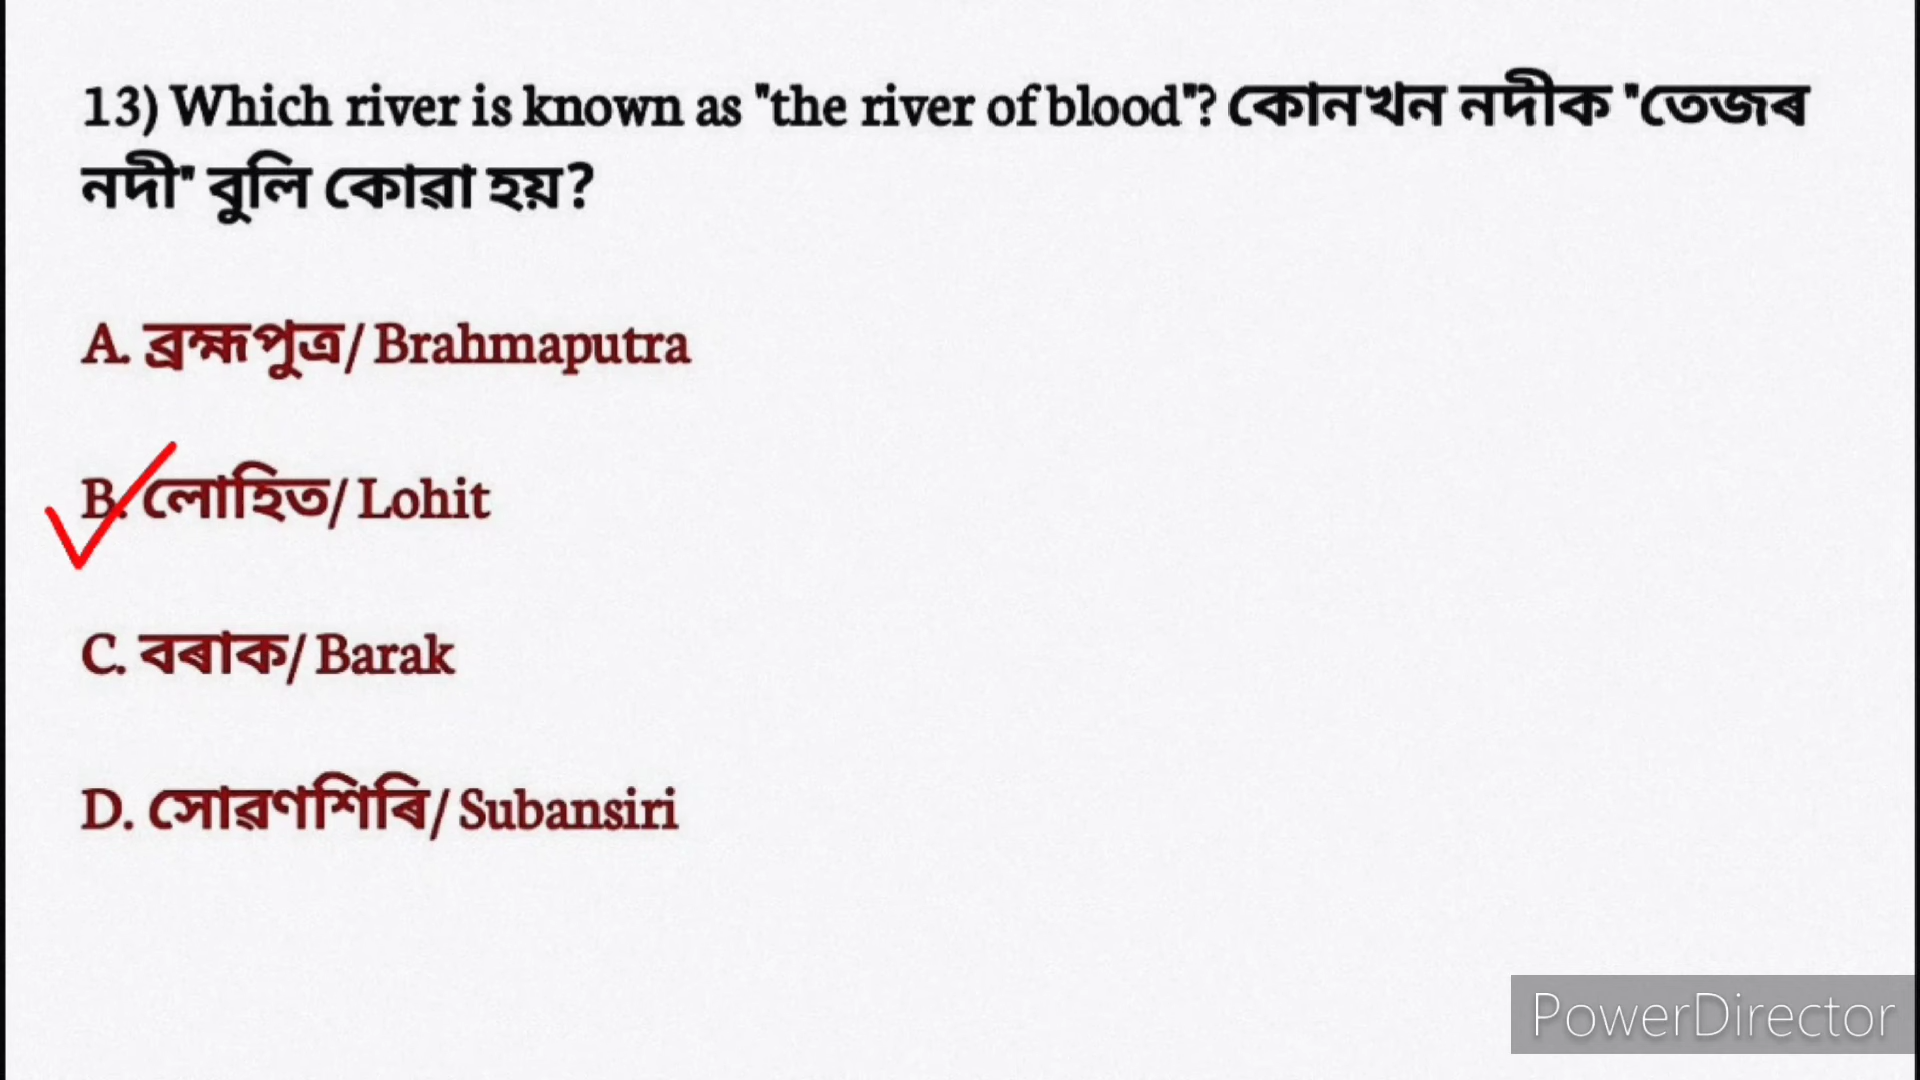 13) Which river is known as "the river of blood"? কোনখন নদীক "তেজৰ
নদী" বুলি কোৱা হয়?
A. ব্ৰহ্মপুত্ৰ/ Brahmaputra
B. লোহিত/ Lohit
C. বৰাক/ Barak
D. সোৱণশিৰি/ Subansiri
PowerDirector